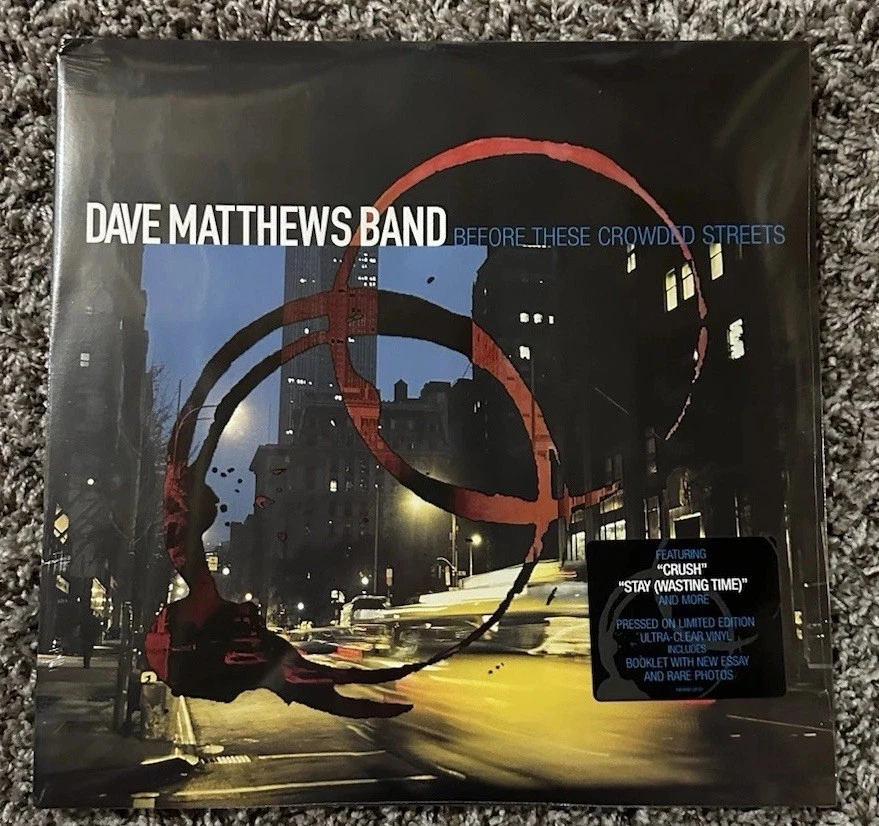 DAVE MATTHEWS BAND BEFORE THESE CROWDED STREETS
FEATURING
“CRUSH”
“STAY (WASTING TIME)”
AND MORE
PRESSED ON LIMITED EDITION
ULTRA-CLEAR VINYL
INCLUDES
BOOKLET WITH NEW ESSAY
AND RARE PHOTOS